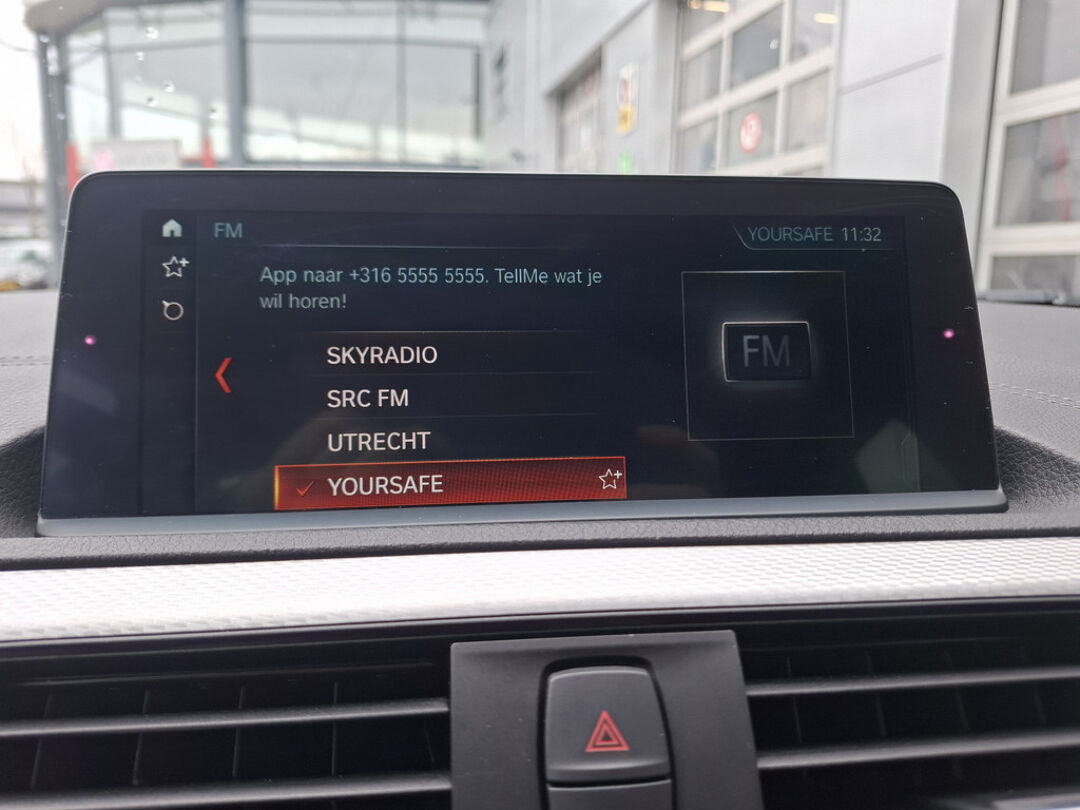 FM
YOURSAFE 11:32
App naar +316 5555 5555. TellMe wat je
wil horen!
SKYRADIO
FM
SRC FM
UTRECHT
YOURSAFE